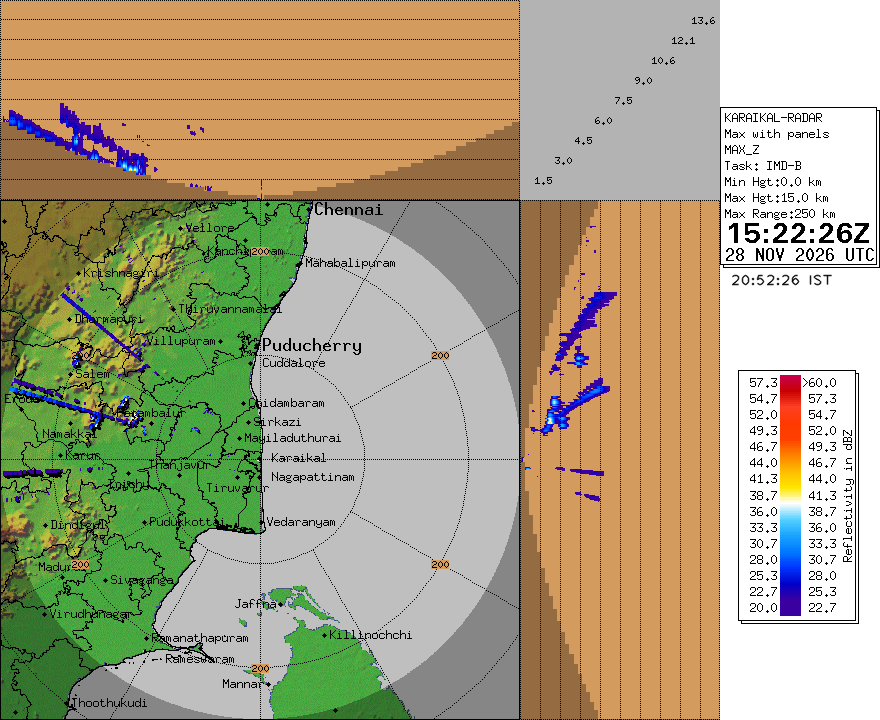 13.6
12.1
10.6
9.0
7.5
6.0
4.5
3.0
1.5
KARAIKAL-RADAR
Max with panels
MAX_Z
Task: IMD-B
Min Hgt:0.0 km
Max Hgt:15.0 km
Max Range:250 km
15:22:26Z
28 NOV 2026 UTC
20:52:26 IST
Chennai
Vellore
200
Mahabalipuram
Krishnagiri
Thiruvannamalai
Dharmapuri
Villupuram
Puducherry
200
Cuddalore
Salem
Chidambaram
Perambalur
Sirkazi
Namakkal
Mayiladuthurai
Karur
Karaikal
Thanjavur
Nagapattinam
Tiruvarur
Dindigul
Pudukkottai
Vedaranyam
200
200
Sivaganga
Jaffna
Virudhunagar
Ramanathapuram
Killinochchi
Rameswaram
200
Mannar
Thoothukudi
57.3 >60.0
54.7 57.3
52.0 54.7
49.3 52.0
46.7 49.3
44.0 46.7
41.3 44.0
38.7 41.3
36.0 38.7
33.3 36.0
30.7 33.3
28.0 30.7
25.3 28.0
22.7 25.3
20.0 22.7
Reflectivity in dBZ